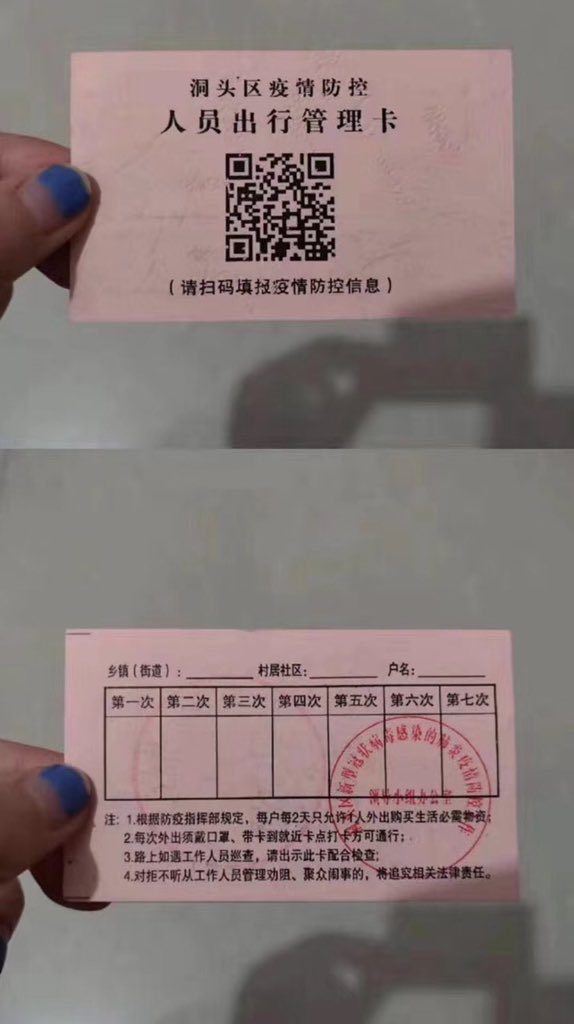 洞头区疫情防控
人员出行管理卡
(请扫码填报疫情防控信息)
乡镇(街道): 村居社区: 户名:
第一次 第二次 第三次 第四次 第五次 第六次 第七次
区新型冠状病毒感染的肺炎疫情防控工作
领导小组办公室
注: 1.根据防疫指挥部规定, 每户每2天只允许1人外出购买生活必需物资;
2.每次外出须戴口罩、带卡到就近卡点打卡方可通行;
3.路上如遇工作人员巡查, 请出示此卡配合检查;
4.对拒不听从工作人员管理劝阻、聚众闹事的, 将追究相关法律责任。